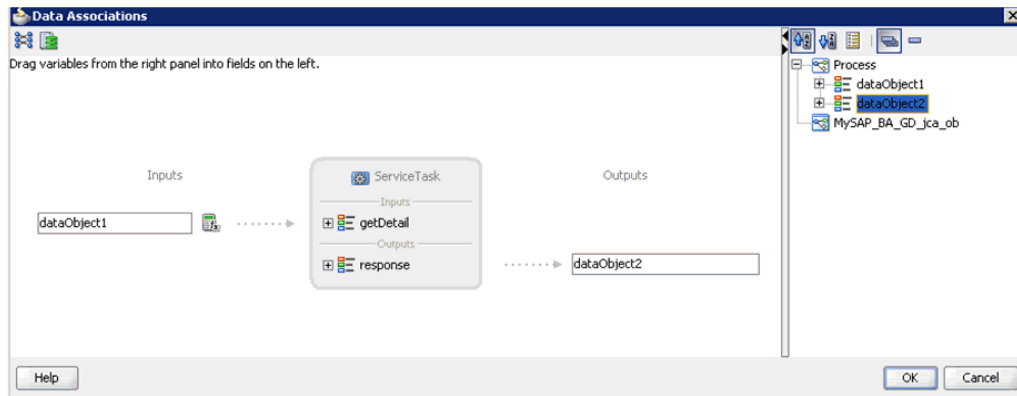 Data Associations
Drag variables from the right panel into fields on the left.
Process
dataObject1
dataObject2
MySAP_BA_GD_jca_ob
Inputs
ServiceTask
Outputs
Inputs
dataObject1
getDetail
Outputs
response
dataObject2
Help
OK
Cancel